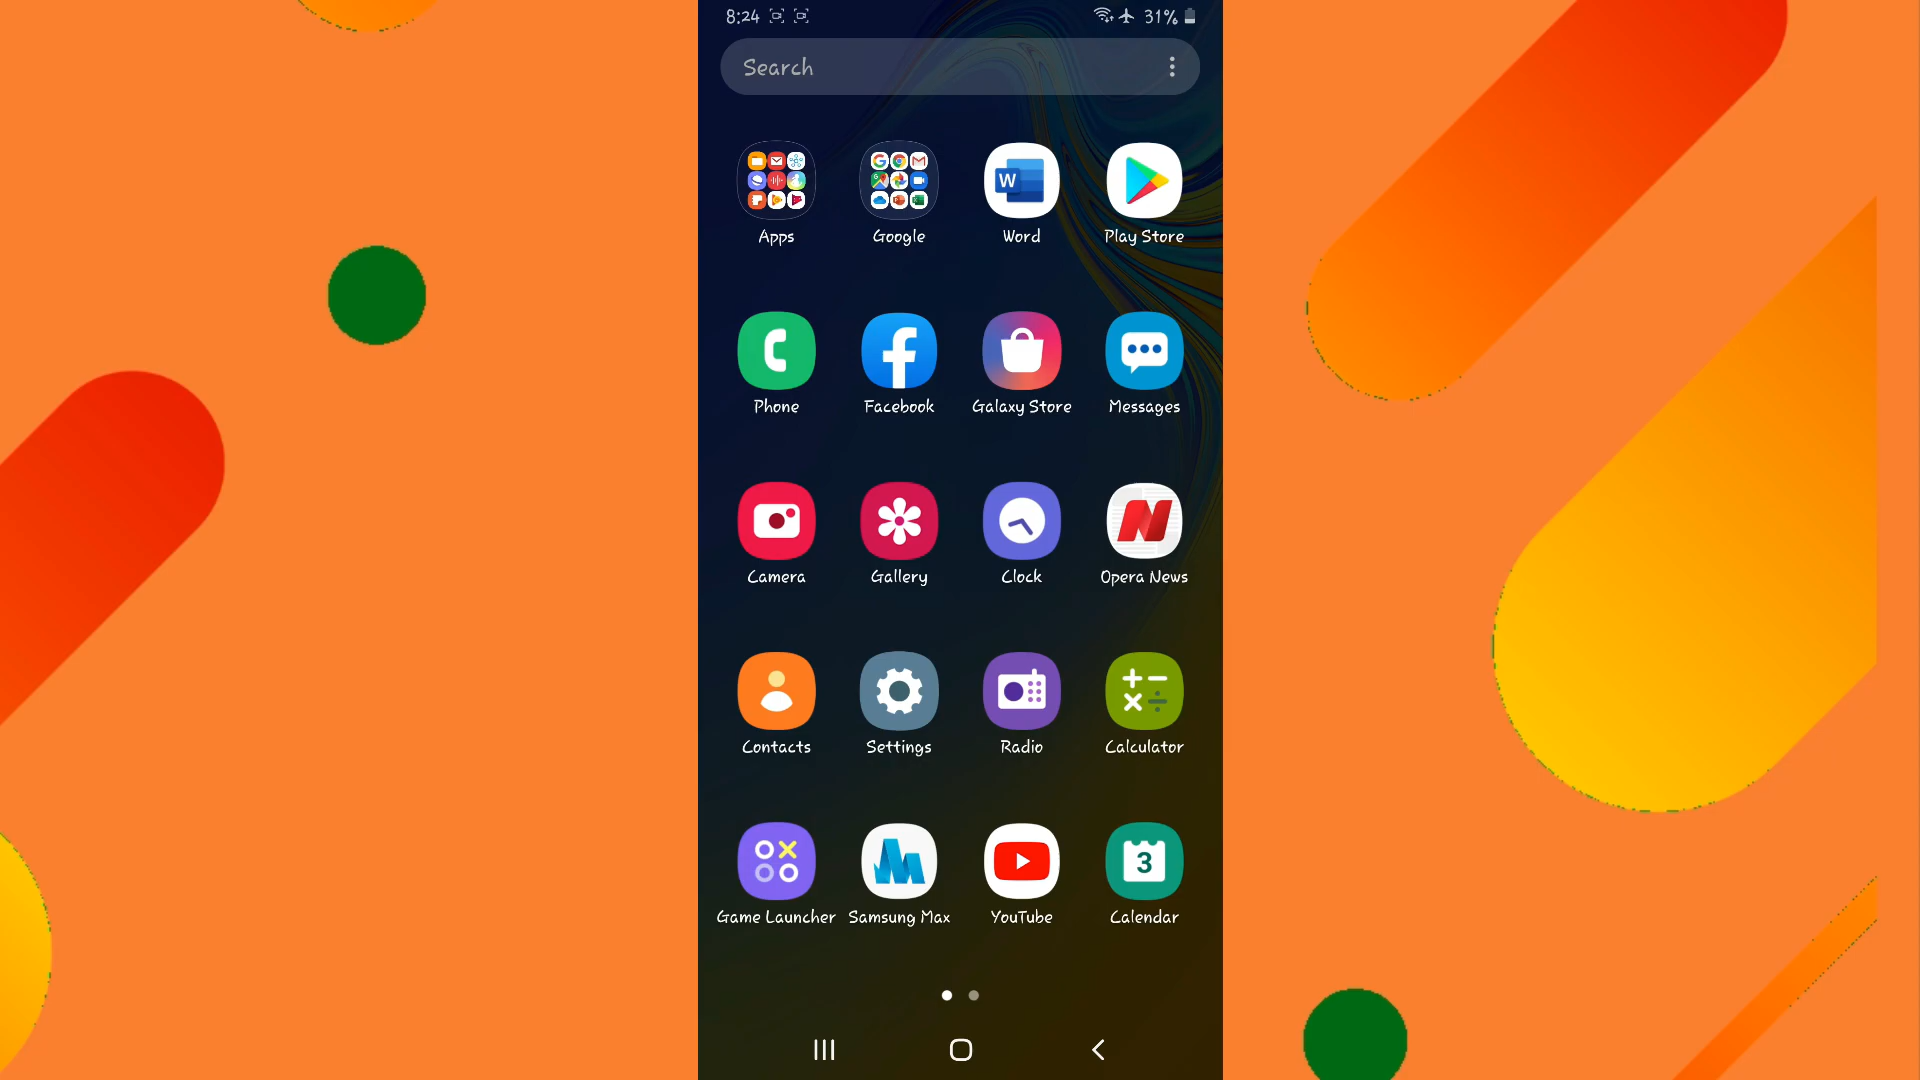 8:24 31%
Search
Apps Google Word Play Store
Phone Facebook Galaxy Store Messages
Camera Gallery Clock Opera News
Contacts Settings Radio Calculator
3
Game Launcher Samsung Max YouTube Calendar